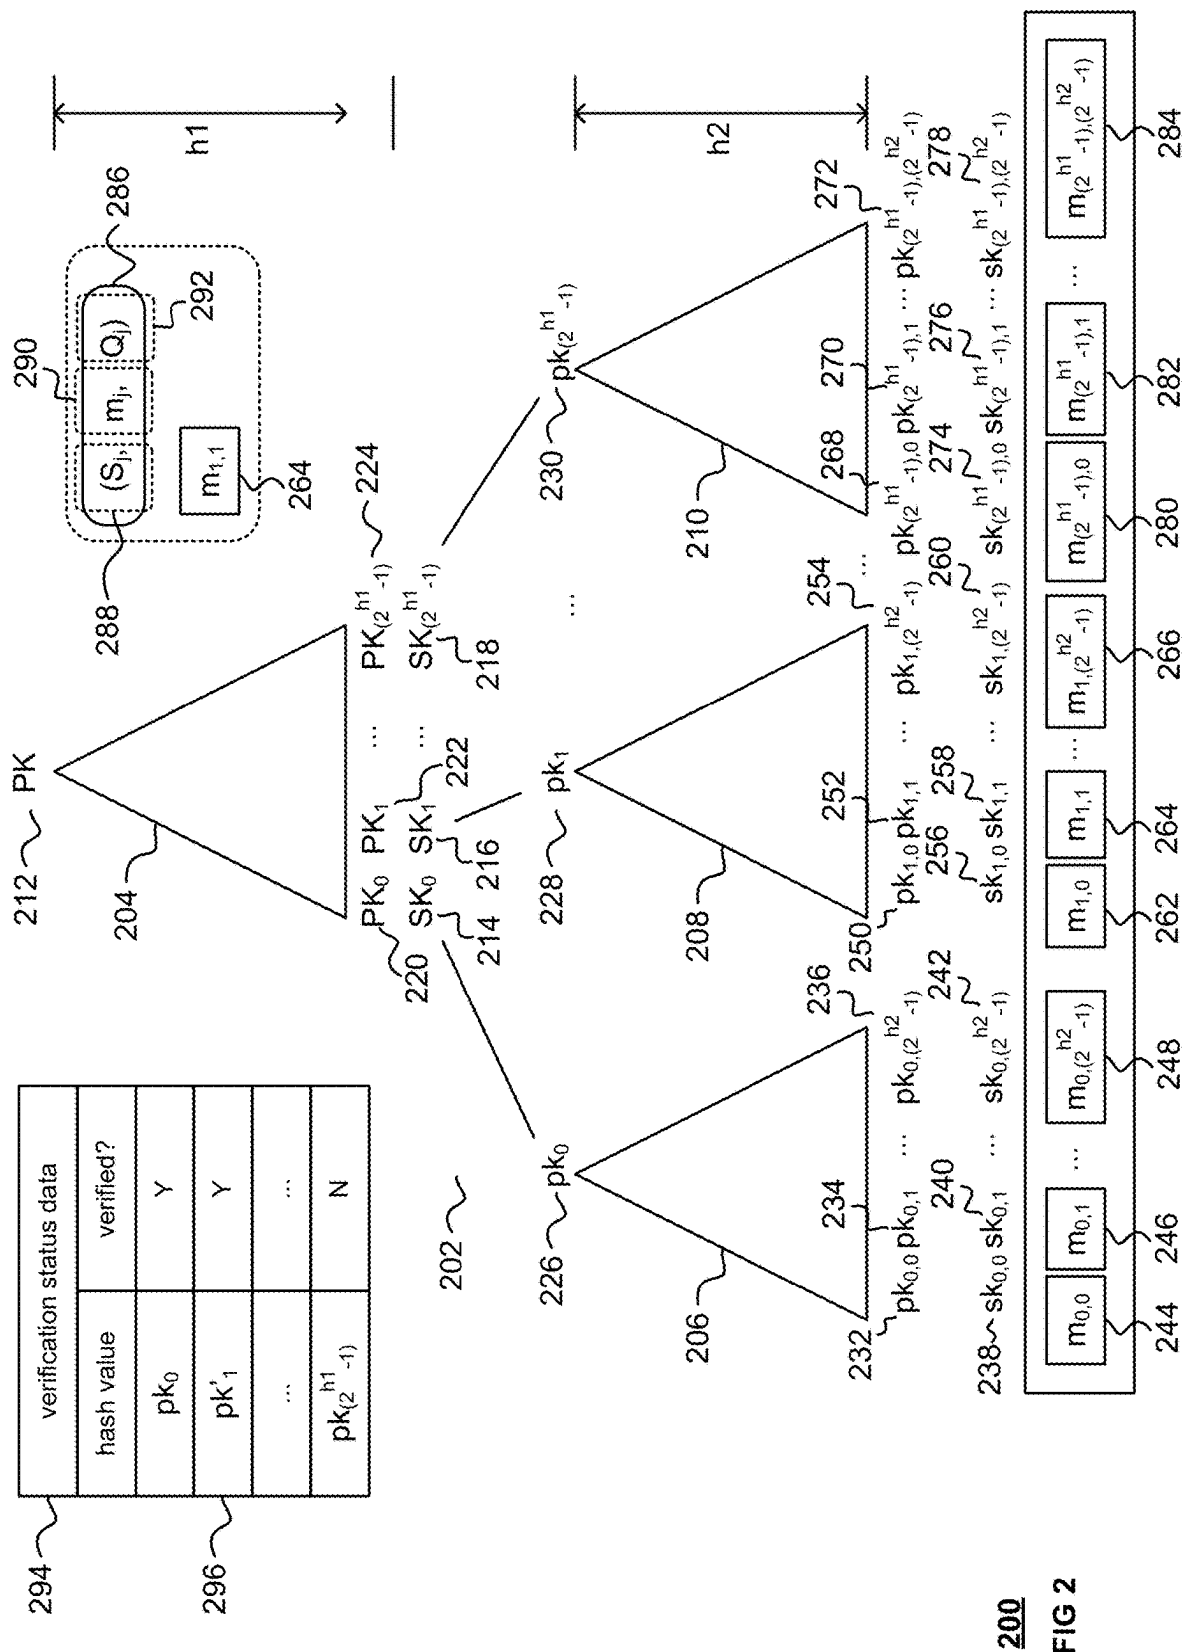 294
verification status data
hash value verified?
pk0 Y
296
pk'1 Y
... ...
pk(2^h1 -1) N
212
PK
204
h1
290
(Sj, mj, Qj)
286
288
292
m1,1
264
220
PK0 PK1 ... PK(2^h1 -1)
222
224
SK0 SK1 ... SK(2^h1 -1)
214 216 218
202
226 228 230
pk0 pk1 ... pk(2^h1 -1)
206 208 210
h2
234 236 252 254 268 270 272
232 250
pk0,0 pk0,1 ... pk0,(2^h2 -1) pk1,0 pk1,1 ... pk1,(2^h2 -1) ... pk(2^h1 -1),0 pk(2^h1 -1),1 ... pk(2^h1 -1),(2^h2 -1)
240 242 256 258 260 274 276 278
238
sk0,0 sk0,1 ... sk0,(2^h2 -1) sk1,0 sk1,1 ... sk1,(2^h2 -1) sk(2^h1 -1),0 sk(2^h1 -1),1 ... sk(2^h1 -1),(2^h2 -1)
m0,0 m0,1 ... m0,(2^h2 -1) m1,0 m1,1 ... m1,(2^h2 -1) m(2^h1 -1),0 m(2^h1 -1),1 ... m(2^h1 -1),(2^h2 -1)
244 246 248 262 264 266 280 282 284
200
FIG 2